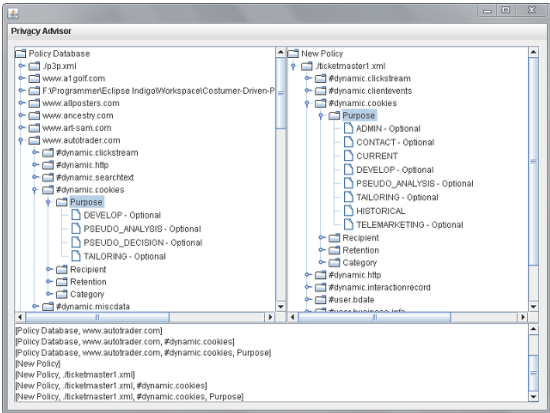 Privacy Advisor
Policy Database
./p3p.xml
www.a1golf.com
F:\Programmer\Eclipse Indigo\Workspace\Costumer-Driven-P
www.allposters.com
www.ancestry.com
www.art-sam.com
www.autotrader.com
#dynamic.clickstream
#dynamic.http
#dynamic.searchtext
#dynamic.cookies
Purpose
DEVELOP - Optional
PSEUDO_ANALYSIS - Optional
PSEUDO_DECISION - Optional
TAILORING - Optional
Recipient
Retention
Category
#dynamic.miscdata
New Policy
./ticketmaster1.xml
#dynamic.clickstream
#dynamic.clientevents
#dynamic.cookies
Purpose
ADMIN - Optional
CONTACT - Optional
CURRENT
DEVELOP - Optional
PSEUDO_ANALYSIS - Optional
TAILORING - Optional
HISTORICAL
TELEMARKETING - Optional
Recipient
Retention
Category
#dynamic.http
#dynamic.interactionrecord
#user.bdate
#user.business-info
[Policy Database, www.autotrader.com]
[Policy Database, www.autotrader.com, #dynamic.cookies]
[Policy Database, www.autotrader.com, #dynamic.cookies, Purpose]
[New Policy]
[New Policy, ./ticketmaster1.xml]
[New Policy, ./ticketmaster1.xml, #dynamic.cookies]
[New Policy, ./ticketmaster1.xml, #dynamic.cookies, Purpose]